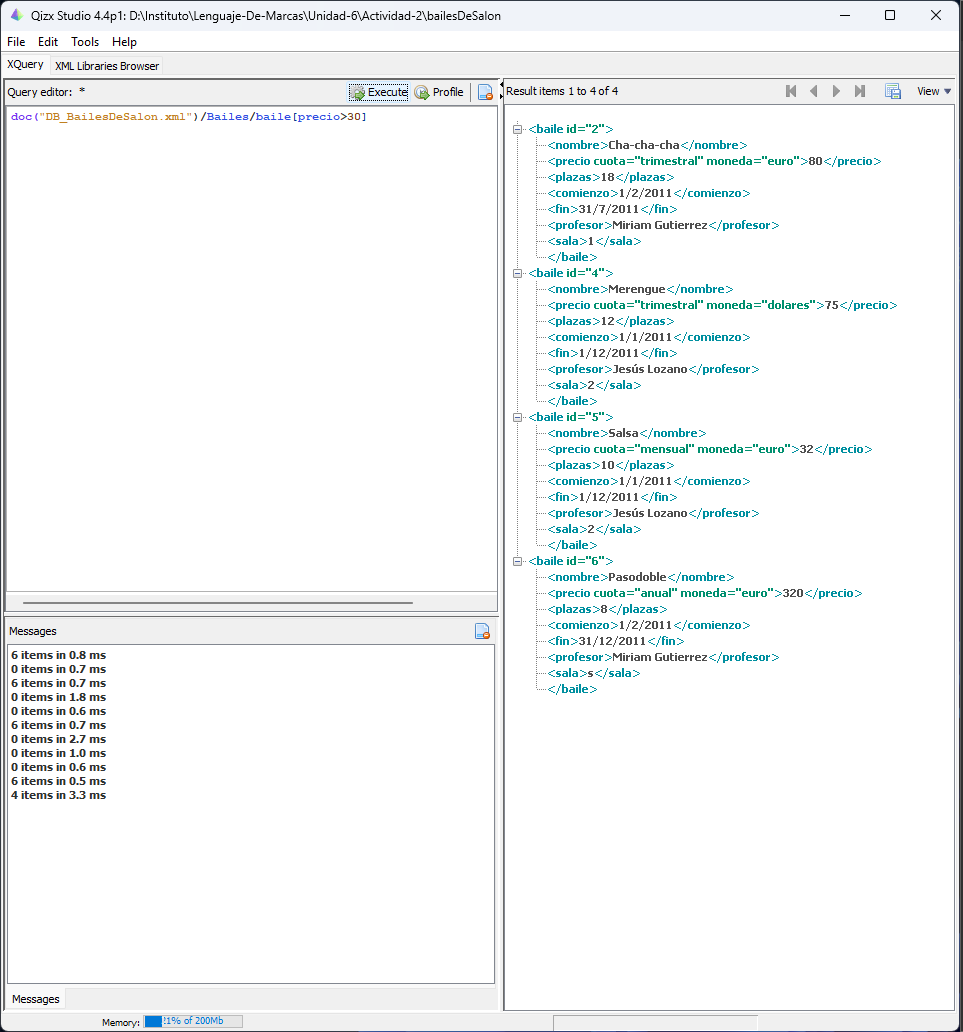 Qizx Studio 4.4p1: D:\Instituto\Lenguaje-De-Marcas\Unidad-6\Actividad-2\bailesDeSalon
File Edit Tools Help
XQuery XML Libraries Browser
Query editor: * Execute Profile
doc("DB_BailesDeSalon.xml")/Bailes/baile[precio>30]
Messages
6 items in 0.8 ms
0 items in 0.7 ms
6 items in 0.7 ms
0 items in 1.8 ms
0 items in 0.6 ms
6 items in 0.7 ms
0 items in 2.7 ms
0 items in 1.0 ms
0 items in 0.6 ms
6 items in 0.5 ms
4 items in 3.3 ms
Messages
Result items 1 to 4 of 4 View
<baile id="2">
<nombre>Cha-cha-cha</nombre>
<precio cuota="trimestral" moneda="euro">80</precio>
<plazas>18</plazas>
<comienzo>1/2/2011</comienzo>
<fin>31/7/2011</fin>
<profesor>Miriam Gutierrez</profesor>
<sala>1</sala>
</baile>
<baile id="4">
<nombre>Merengue</nombre>
<precio cuota="trimestral" moneda="dolares">75</precio>
<plazas>12</plazas>
<comienzo>1/1/2011</comienzo>
<fin>1/12/2011</fin>
<profesor>Jesús Lozano</profesor>
<sala>2</sala>
</baile>
<baile id="5">
<nombre>Salsa</nombre>
<precio cuota="mensual" moneda="euro">32</precio>
<plazas>10</plazas>
<comienzo>1/1/2011</comienzo>
<fin>1/12/2011</fin>
<profesor>Jesús Lozano</profesor>
<sala>2</sala>
</baile>
<baile id="6">
<nombre>Pasodoble</nombre>
<precio cuota="anual" moneda="euro">320</precio>
<plazas>8</plazas>
<comienzo>1/2/2011</comienzo>
<fin>31/12/2011</fin>
<profesor>Miriam Gutierrez</profesor>
<sala>s</sala>
</baile>
Memory: of 200Mb